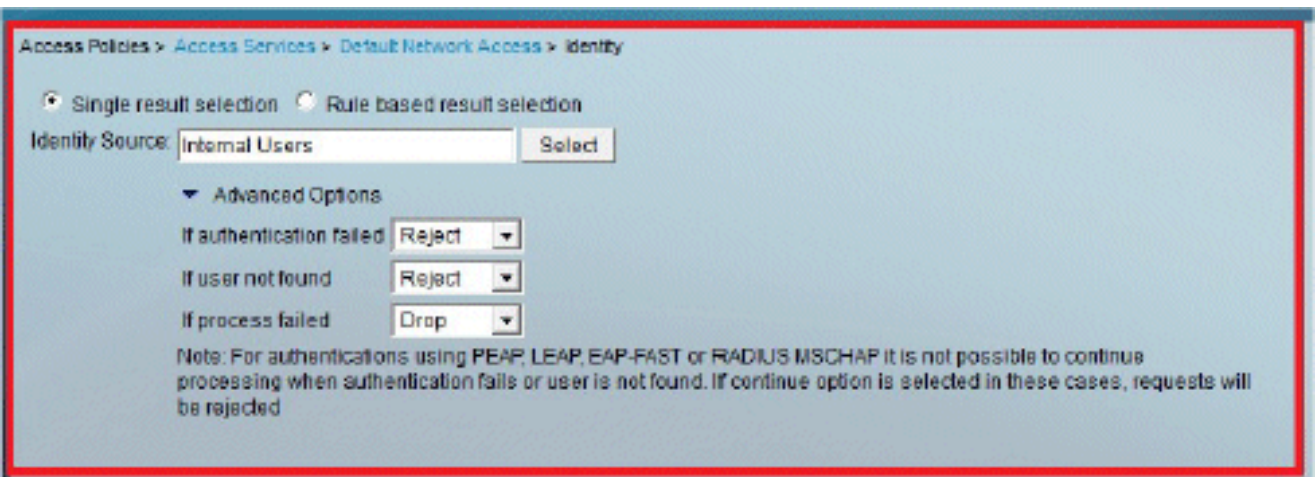 Access Policies > Access Services > Default Network Access > Identity
Single result selection Rule based result selection
Identity Source: Internal Users Select
Advanced Options
If authentication failed Reject
If user not found Reject
If process failed Drop
Note: For authentications using PEAP, LEAP, EAP-FAST or RADIUS MSCHAP it is not possible to continue
processing when authentication fails or user is not found. If continue option is selected in these cases, requests will
be rejected